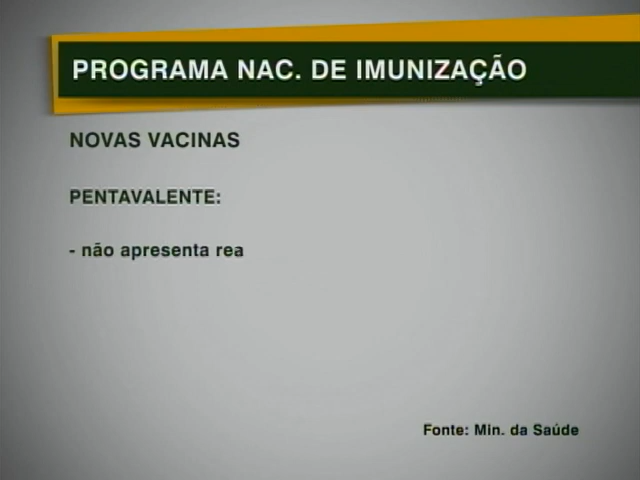 PROGRAMA NAC. DE IMUNIZAÇÃO
NOVAS VACINAS
PENTAVALENTE:
- não apresenta rea
Fonte: Min. da Saúde